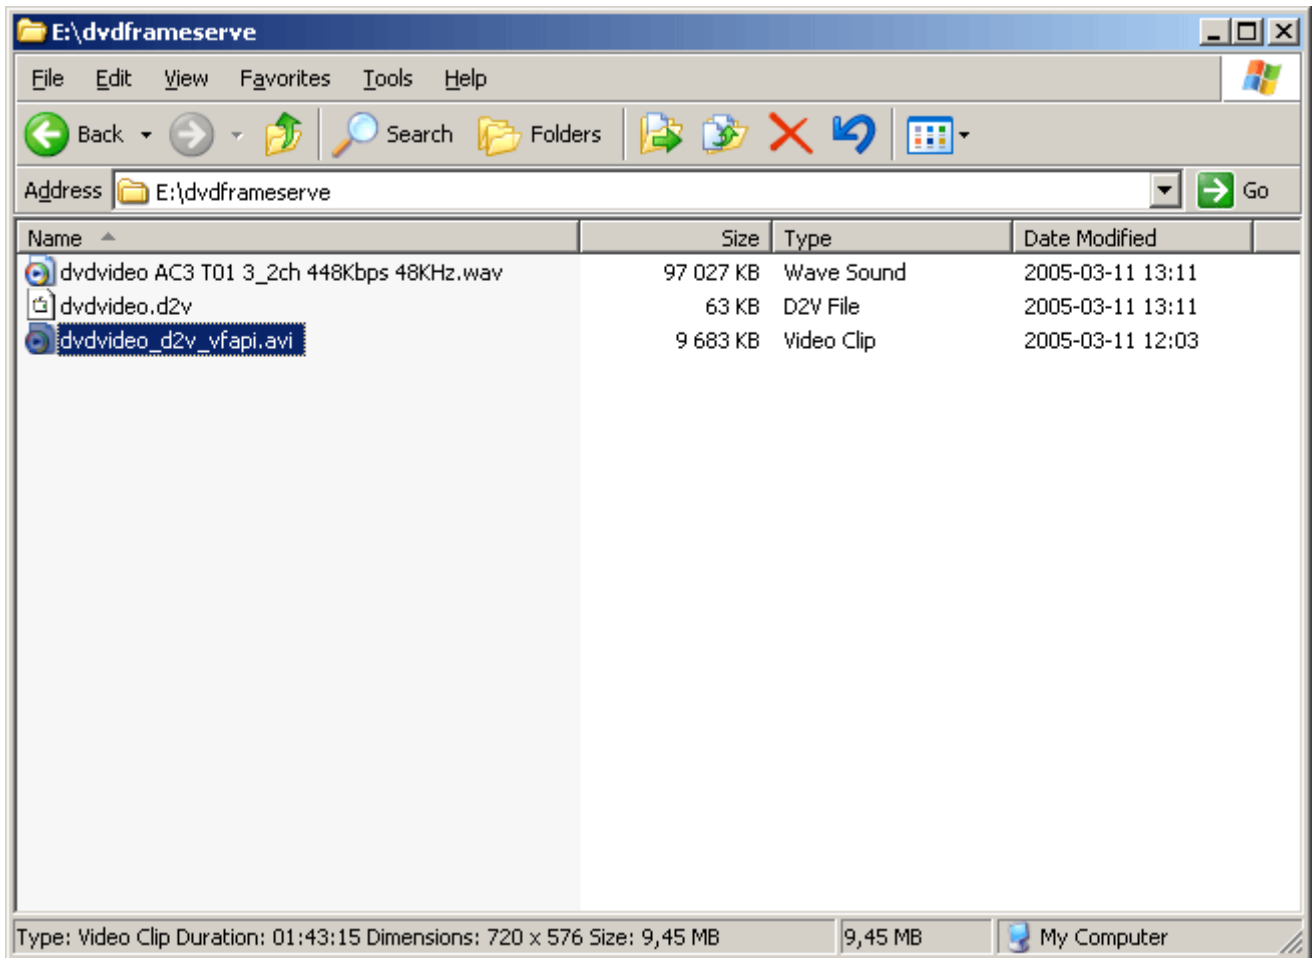 E:\dvdframeserve
File Edit View Favorites Tools Help
Back Search Folders
Address E:\dvdframeserve Go
Name Size Type Date Modified
dvdvideo AC3 T01 3_2ch 448Kbps 48KHz.wav 97 027 KB Wave Sound 2005-03-11 13:11
dvdvideo.d2v 63 KB D2V File 2005-03-11 13:11
dvdvideo_d2v_vfapi.avi 9 683 KB Video Clip 2005-03-11 12:03
Type: Video Clip Duration: 01:43:15 Dimensions: 720 x 576 Size: 9,45 MB 9,45 MB My Computer